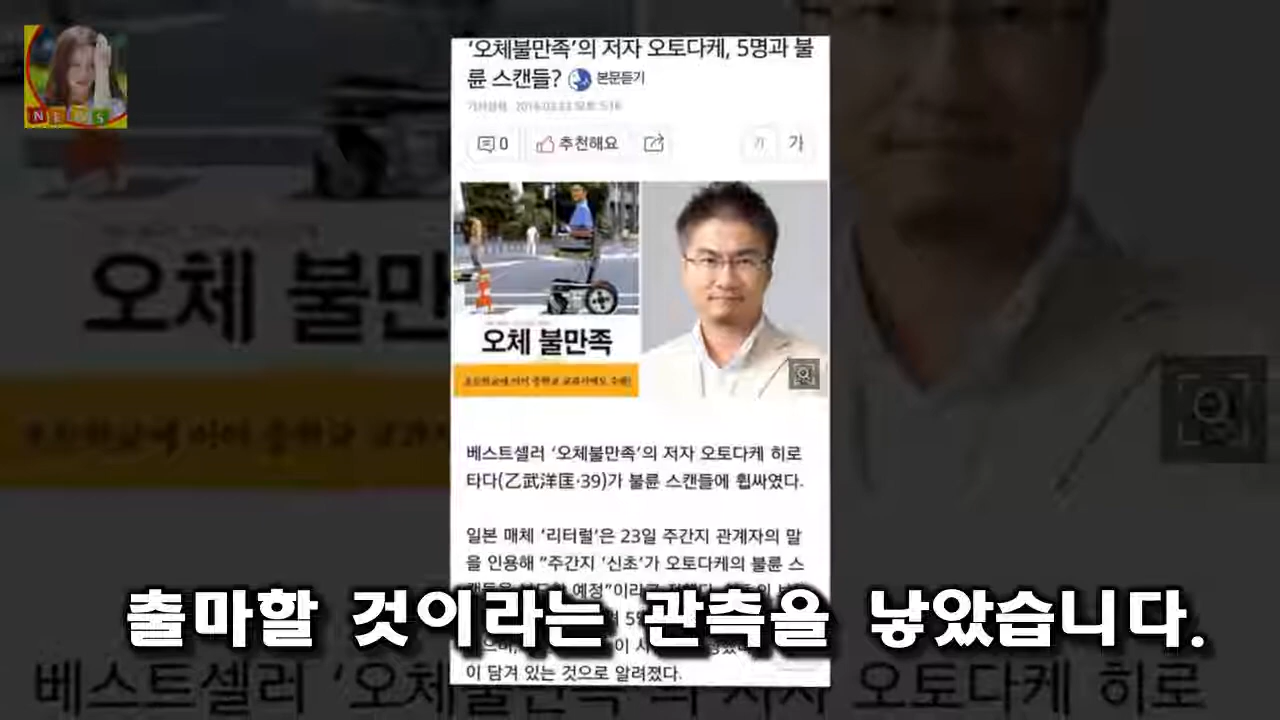 NEWS
'오체불만족'의 저자 오토다케, 5명과 불
륜 스캔들? 본문듣기
0 추천해요 가 가
오체 불만족
베스트셀러 '오체불만족'의 저자 오토다케 히로
타다(乙武洋匡·39)가 불륜 스캔들에 휩싸였다.
일본 매체 '리터럴'은 23일 주간지 관계자의 말
을 인용해 "주간지 '신초'가 오토다케의 불륜 스
예정"이라고
출마할 것이라는 관측을 낳았습니다.
이 담겨 있는 것으로 알려졌다.
오체 불만
베스트셀러 '오체불만족'의 저자 오토다케 히로